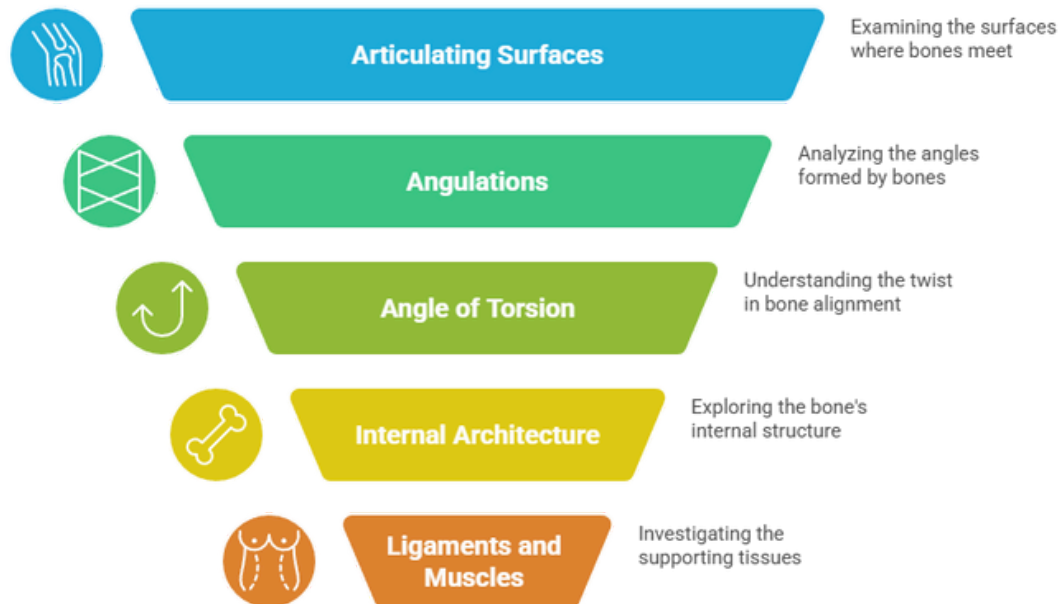 Articulating Surfaces
Examining the surfaces
where bones meet
Angulations
Analyzing the angles
formed by bones
Angle of Torsion
Understanding the twist
in bone alignment
Internal Architecture
Exploring the bone's
internal structure
Ligaments and
Muscles
Investigating the
supporting tissues